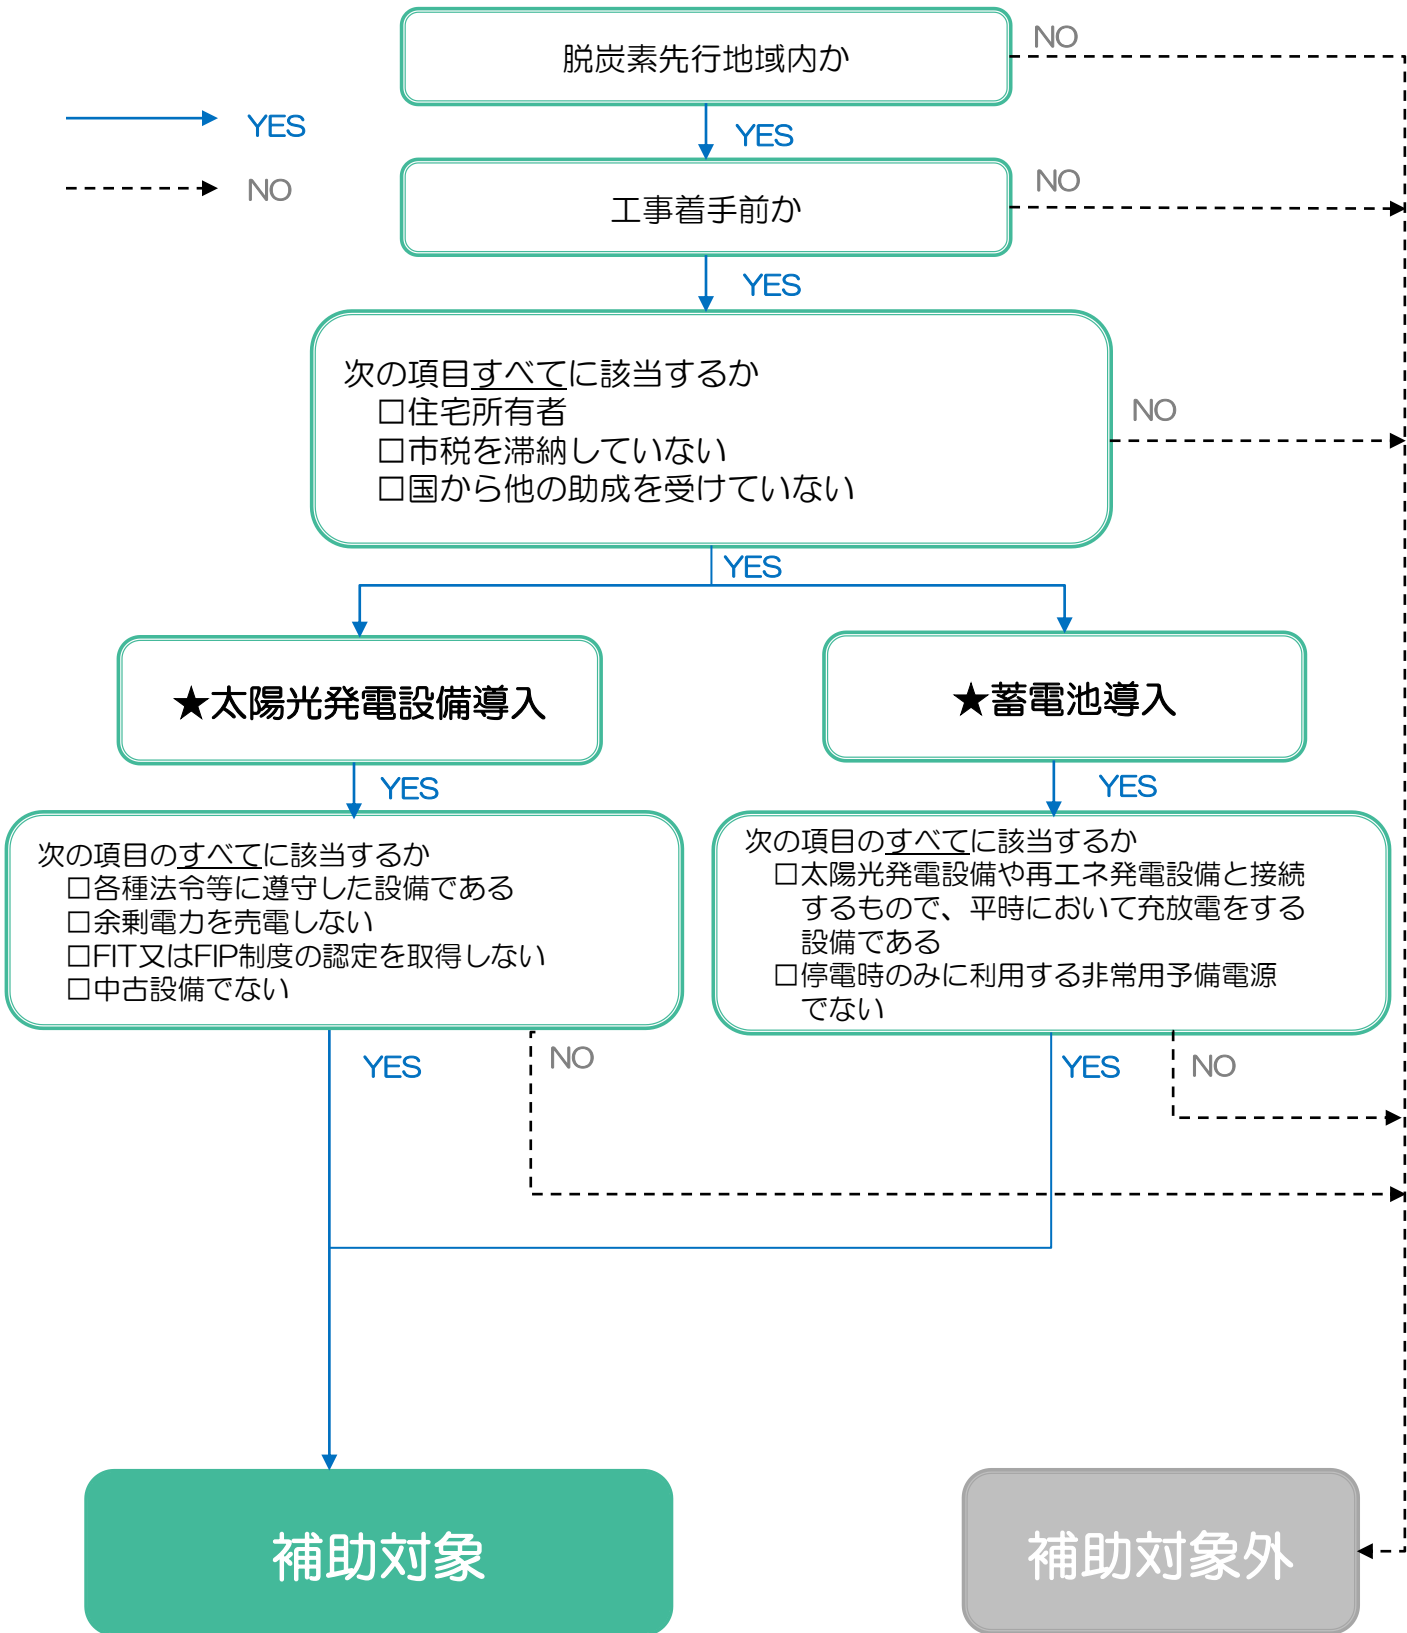 脱炭素先行地域内か
NO
YES
YES
NO
工事着手前か
NO
YES
次の項目すべてに該当するか
□住宅所有者
□市税を滞納していない
□国から他の助成を受けていない
NO
YES
★太陽光発電設備導入
★蓄電池導入
YES
YES
次の項目のすべてに該当するか
□各種法令等に遵守した設備である
□余剰電力を売電しない
□FIT又はFIP制度の認定を取得しない
□中古設備でない
次の項目のすべてに該当するか
□太陽光発電設備や再エネ発電設備と接続
するもので、平時において充放電をする
設備である
□停電時のみに利用する非常用予備電源
でない
YES
NO
YES
NO
補助対象
補助対象外